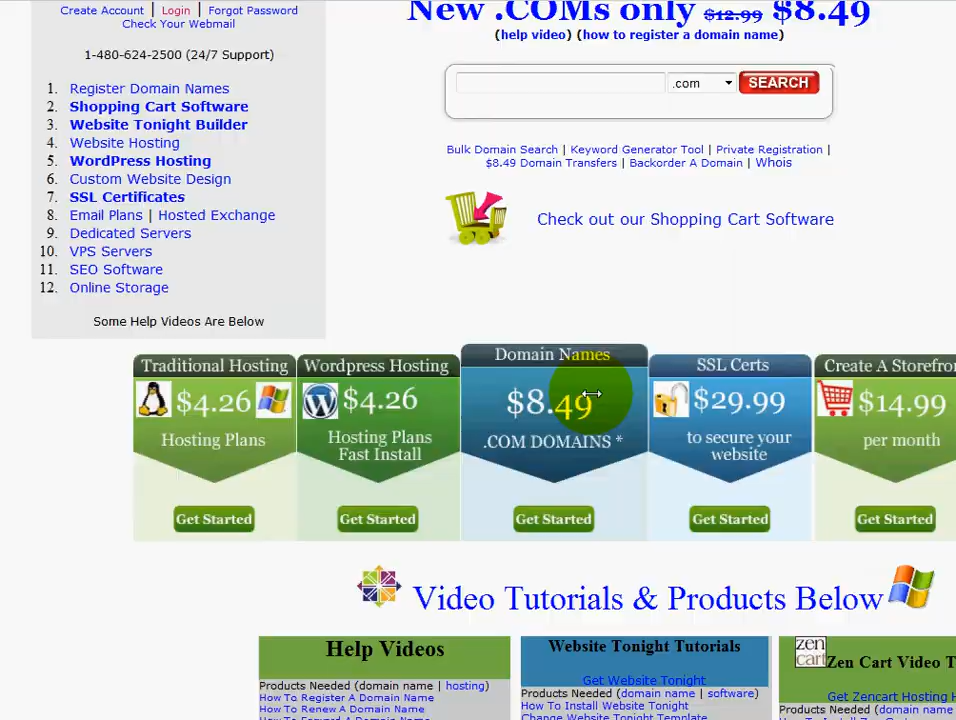 Create Account | Login | Forgot Password
Check Your Webmail
1-480-624-2500 (24/7 Support)
1. Register Domain Names
2. Shopping Cart Software
3. Website Tonight Builder
4. Website Hosting
5. WordPress Hosting
6. Custom Website Design
7. SSL Certificates
8. Email Plans | Hosted Exchange
9. Dedicated Servers
10. VPS Servers
11. SEO Software
12. Online Storage
Some Help Videos Are Below
New .COMs only $12.99 $8.49
(help video) (how to register a domain name)
.com SEARCH
Bulk Domain Search | Keyword Generator Tool | Private Registration |
$8.49 Domain Transfers | Backorder A Domain | Whois
Check out our Shopping Cart Software
Traditional Hosting
$4.26
Hosting Plans
Get Started
Wordpress Hosting
$4.26
Hosting Plans
Fast Install
Get Started
Domain Names
$8.49
.COM DOMAINS *
Get Started
SSL Certs
$29.99
to secure your
website
Get Started
Create A Storefro
$14.99
per month
Get Started
Video Tutorials & Products Below
Help Videos
Products Needed (domain name | hosting)
How To Register A Domain Name
How To Renew A Domain Name
How To Forward A Domain Name
Website Tonight Tutorials
Get Website Tonight
Products Needed (domain name | software)
How To Install Website Tonight
Change Website Tonight Template
zen
cart
Zen Cart Video T
Get Zencart Hosting H
Products Needed (domain name